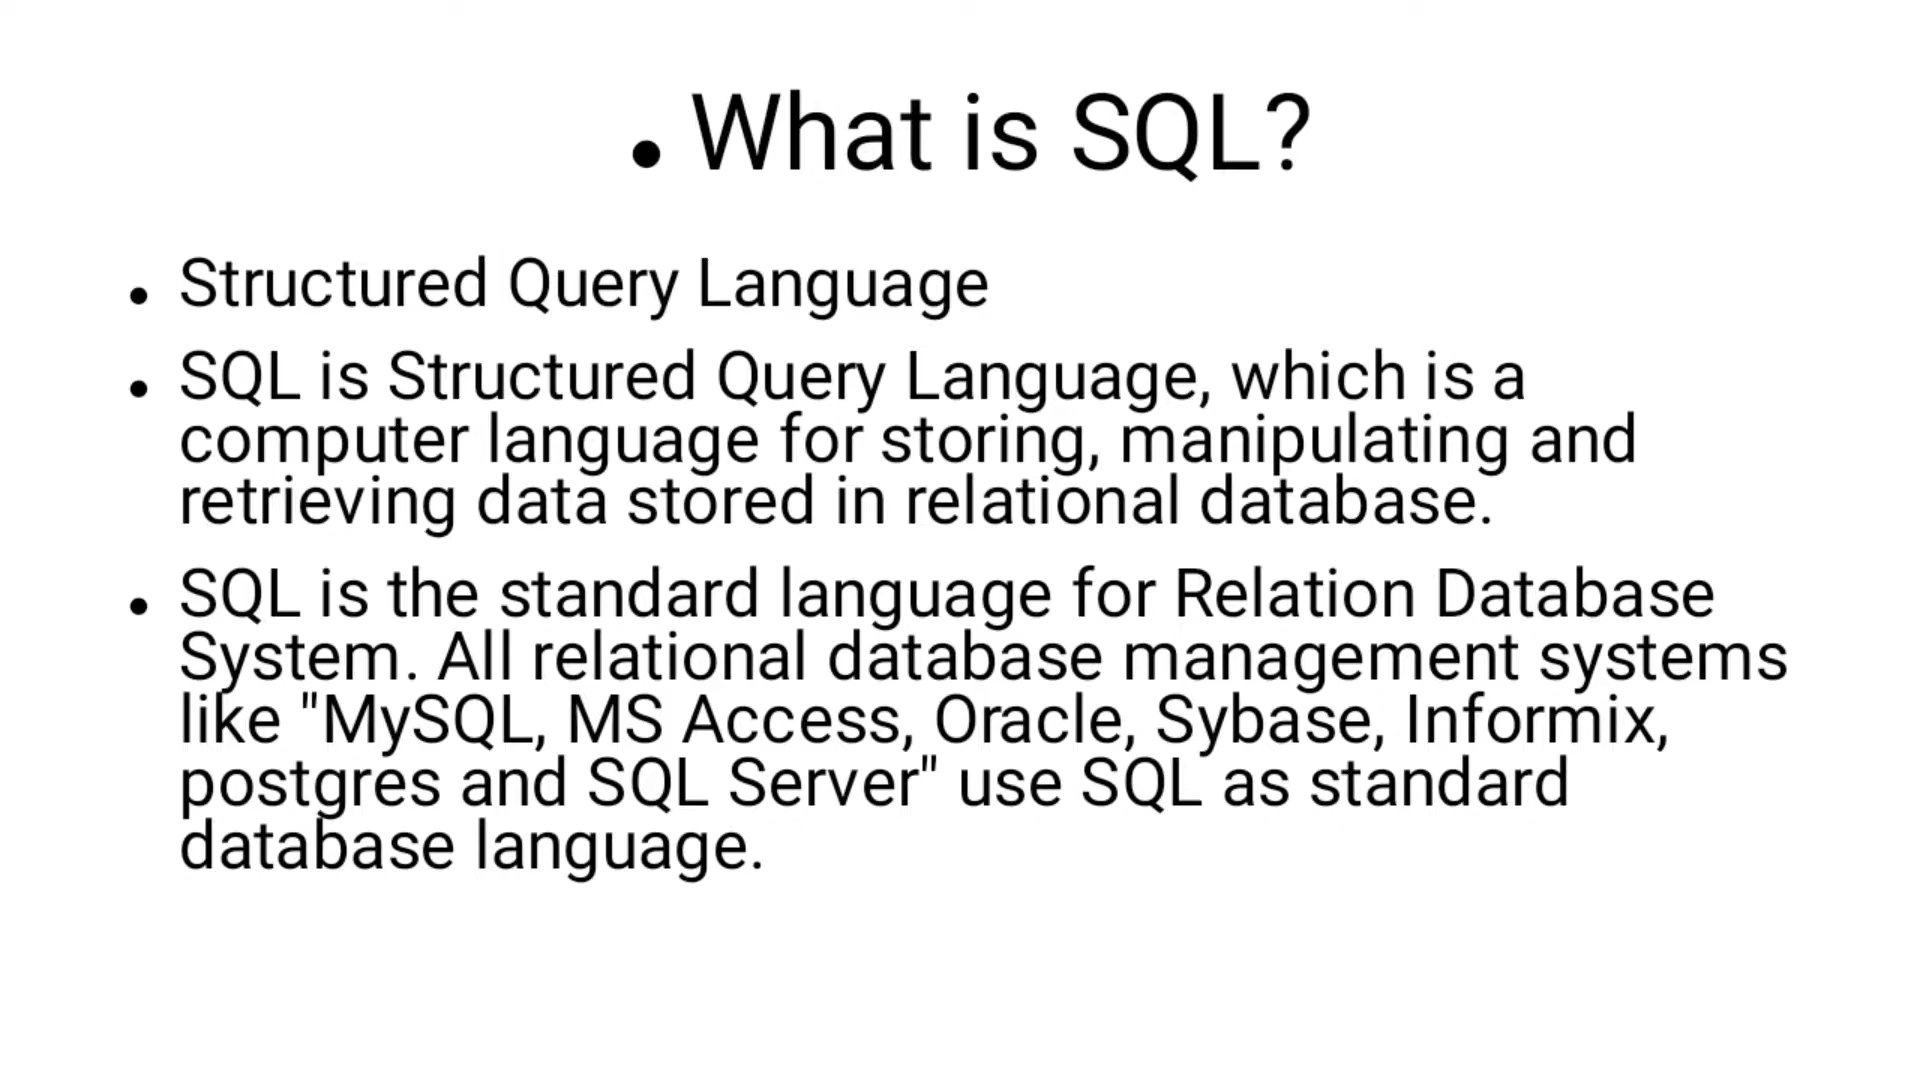 • What is SQL?
• Structured Query Language
• SQL is Structured Query Language, which is a
computer language for storing, manipulating and
retrieving data stored in relational database.
• SQL is the standard language for Relation Database
System. All relational database management systems
like "MySQL, MS Access, Oracle, Sybase, Informix,
postgres and SQL Server" use SQL as standard
database language.